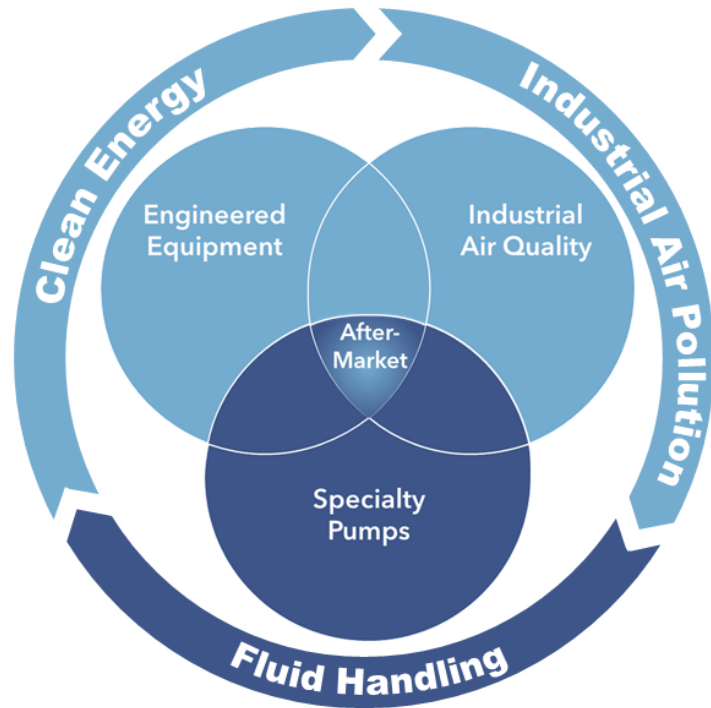 Clean Energy
Industrial Air Pollution
Engineered
Equipment
Industrial
Air Quality
After-
Market
Specialty
Pumps
Fluid Handling